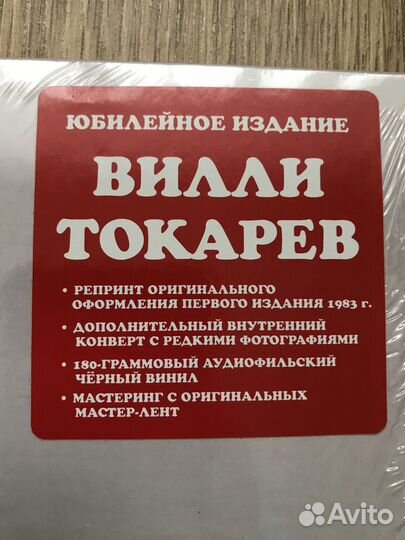 ЮБИЛЕЙНОЕ ИЗДАНИЕ
ВИЛЛИ
ТОКАРЕВ
• РЕПРИНТ ОРИГИНАЛЬНОГО
ОФОРМЛЕНИЯ ПЕРВОГО ИЗДАНИЯ 1983 г.
• ДОПОЛНИТЕЛЬНЫЙ ВНУТРЕННИЙ
КОНВЕРТ С РЕДКИМИ ФОТОГРАФИЯМИ
• 180-ГРАММОВЫЙ АУДИОФИЛЬСКИЙ
ЧЁРНЫЙ ВИНИЛ
• МАСТЕРИНГ С ОРИГИНАЛЬНЫХ
МАСТЕР-ЛЕНТ
Avito